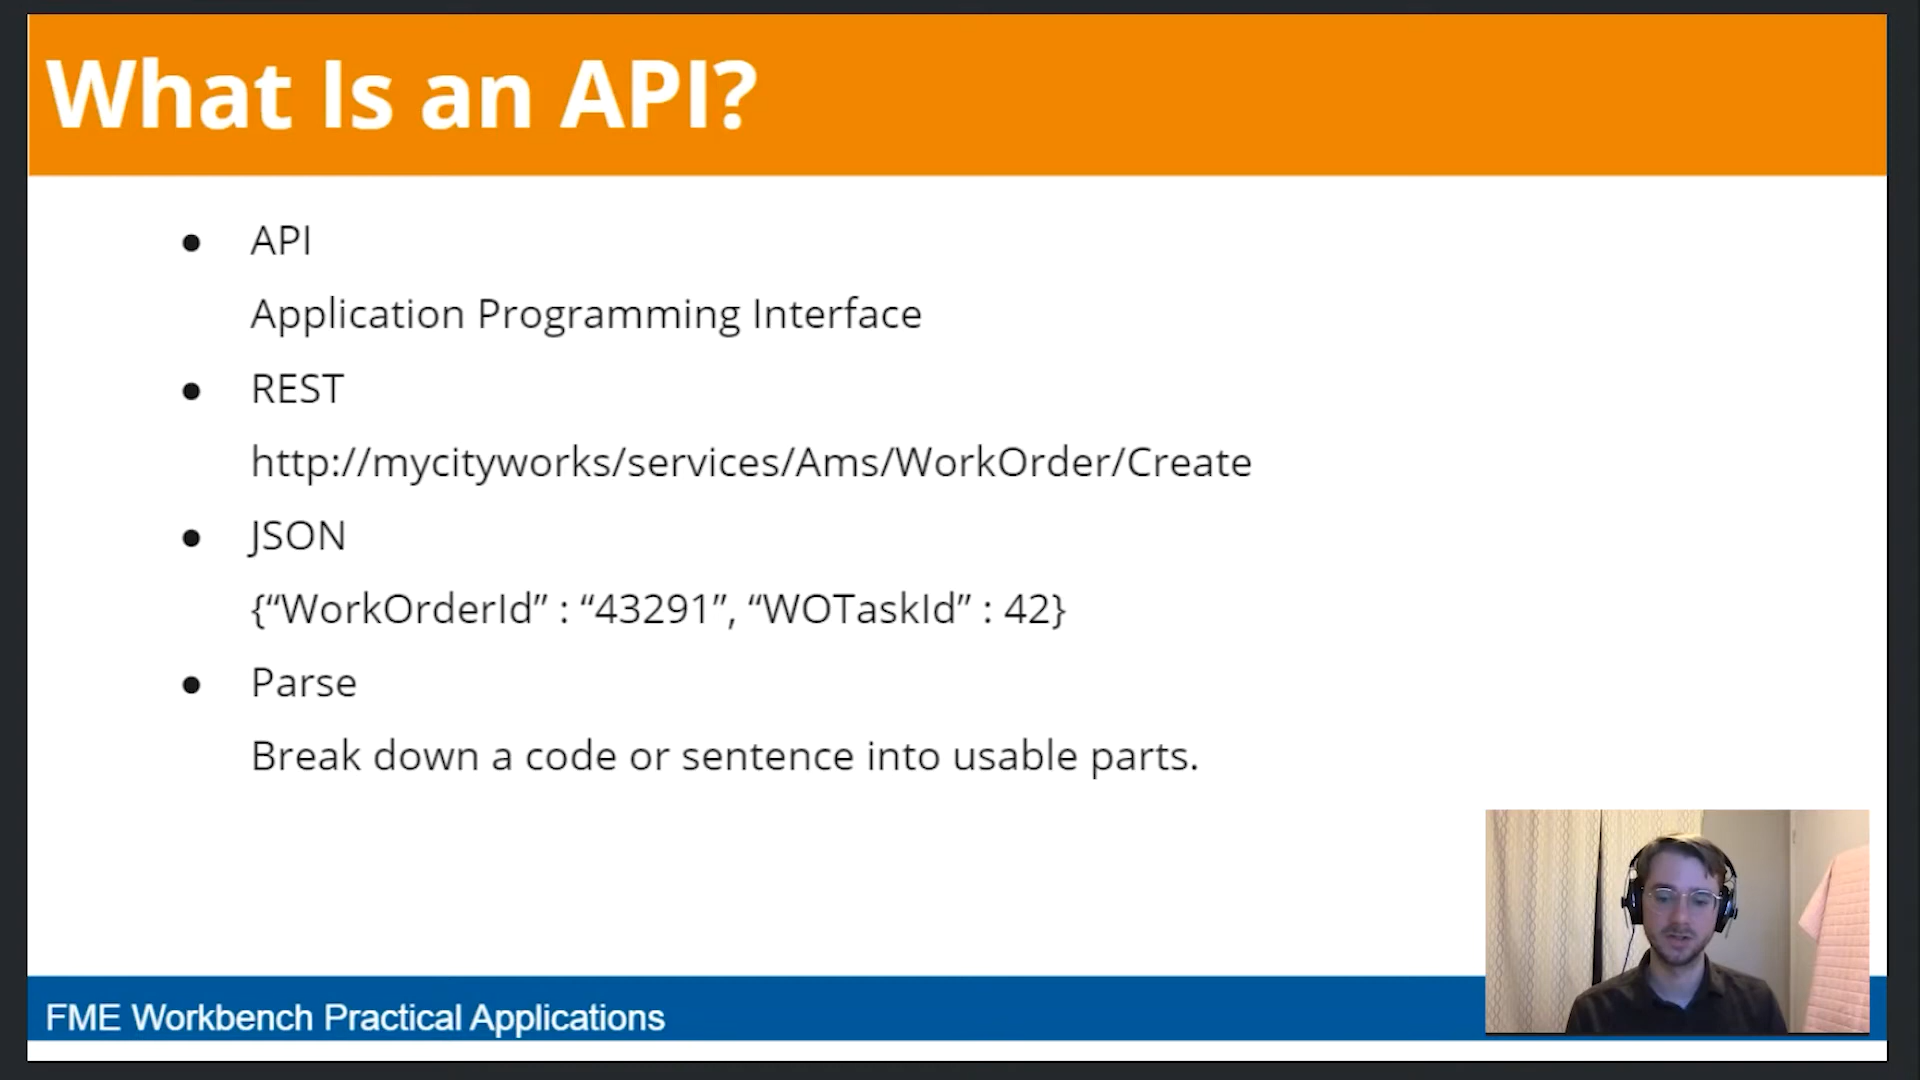 What Is an API?
● API
Application Programming Interface
● REST
http://mycityworks/services/Ams/WorkOrder/Create
● JSON
{“WorkOrderId” : “43291”, “WOTaskId” : 42}
● Parse
Break down a code or sentence into usable parts.
FME Workbench Practical Applications